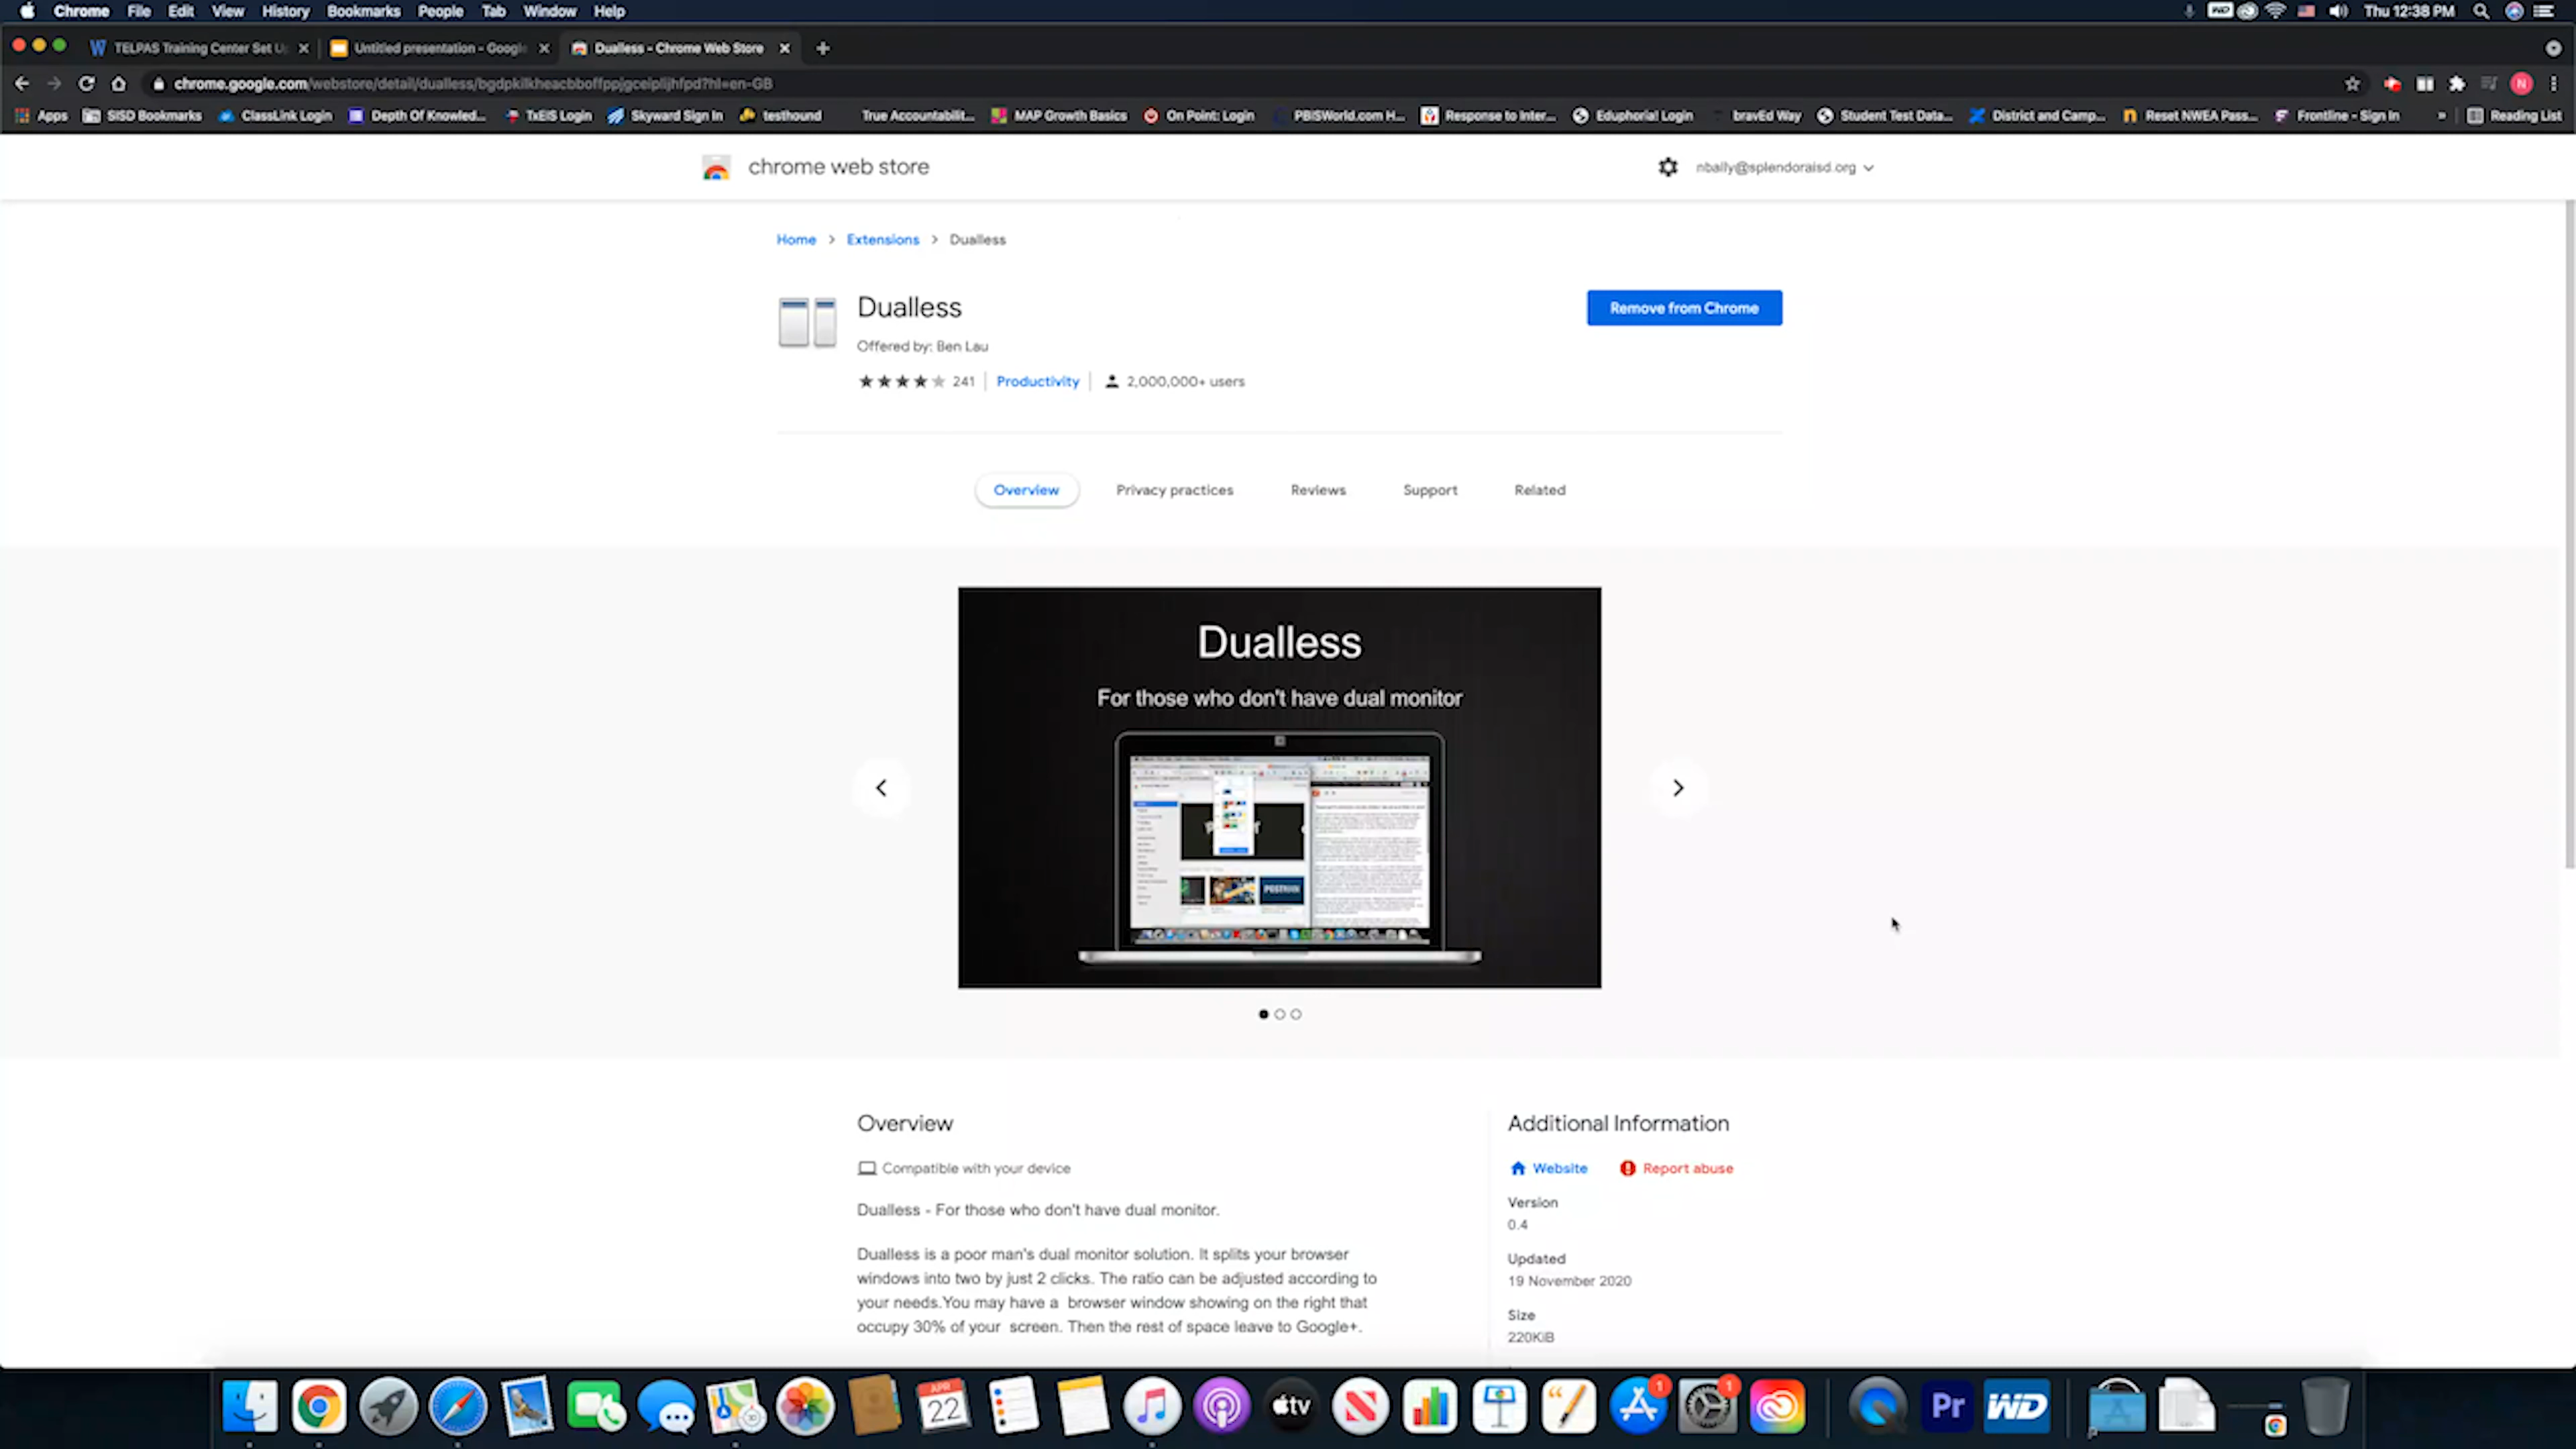 Chrome File Edit View History Bookmarks People Tab Window Help Thu 12:38 PM
TELPAS Training Center Set U Untitled presentation - Google Dualless - Chrome Web Store
chrome.google.com/webstore/detail/dualless/bgdpkilkheacbboffppjgceiplijhfpd?hl=en-GB
Apps SISD Bookmarks ClassLink Login Depth Of Knowled... TxEIS Login Skyward Sign In testhound True Accountabilit... MAP Growth Basics On Point: Login PBISWorld.com H... Response to Inter... Eduphoria! Login bravEd Way Student Test Data... District and Camp... Reset NWEA Pass... Frontline - Sign In » Reading List
chrome web store nbaily@splendoraisd.org
Home > Extensions > Dualless
Dualless Remove from Chrome
Offered by: Ben Lau
241 Productivity 2,000,000+ users
Overview Privacy practices Reviews Support Related
Dualless
For those who don't have dual monitor
POSTMAN
Overview Additional Information
Compatible with your device Website Report abuse
Dualless - For those who don't have dual monitor. Version
0.4
Dualless is a poor man's dual monitor solution. It splits your browser Updated
windows into two by just 2 clicks. The ratio can be adjusted according to 19 November 2020
your needs.You may have a browser window showing on the right that Size
occupy 30% of your screen. Then the rest of space leave to Google+. 220KiB
APR
22
tv
1
1
Pr
WD